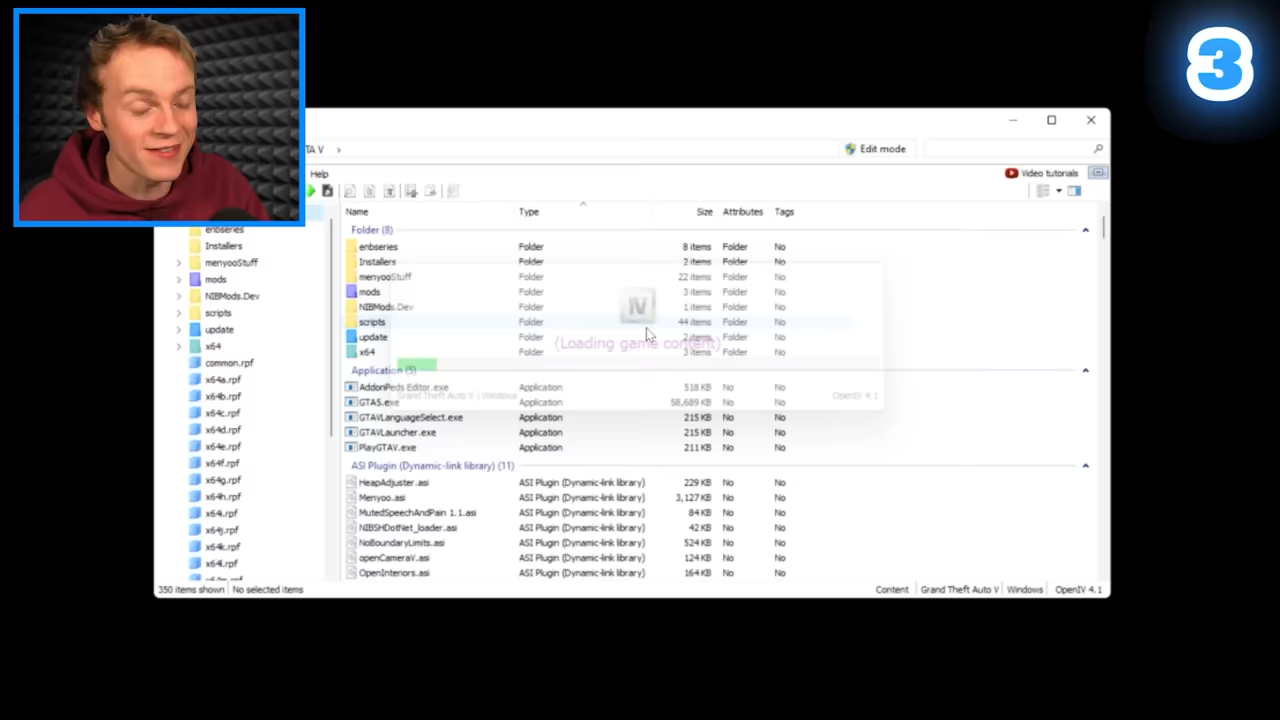 3
TA V
Edit mode
Help
Video tutorials
Name Type Size Attributes Tags
Folder (8)
enbseries
Installers
menyooStuff
mods
NIBMods.Dev
scripts
update
x64
common.rpf
x64a.rpf
x64b.rpf
x64c.rpf
x64d.rpf
x64e.rpf
x64f.rpf
x64g.rpf
x64h.rpf
x64i.rpf
x64j.rpf
x64k.rpf
x64l.rpf
enbseries Folder 8 items No
Installers Folder 2 items No
menyooStuff Folder 22 items No
mods Folder 3 items No
NIBMods.Dev Folder 1 items No
scripts Folder 44 items Folder No
update Folder 2 items Folder No
x64 Folder 3 items Folder No
IV
(Loading game content)
Grand Theft Auto V | Windows
OpenIV 4.1
Application (5)
AddonPeds Editor.exe Application 518 KB No No
GTA5.exe Application 58,689 KB No No
GTAVLanguageSelect.exe Application 215 KB No No
GTAVLauncher.exe Application 215 KB No No
PlayGTAV.exe Application 211 KB No No
ASI Plugin (Dynamic-link library) (11)
HeapAdjuster.asi ASI Plugin (Dynamic-link library) 229 KB No No
Menyoo.asi ASI Plugin (Dynamic-link library) 3,127 KB No No
MutedSpeechAndPain 1.1.asi ASI Plugin (Dynamic-link library) 84 KB No No
NIBSHDotNet_loader.asi ASI Plugin (Dynamic-link library) 42 KB No No
NoBoundaryLimits.asi ASI Plugin (Dynamic-link library) 524 KB No No
openCameraV.asi ASI Plugin (Dynamic-link library) 124 KB No No
OpenInteriors.asi ASI Plugin (Dynamic-link library) 164 KB No No
350 items shown No selected items
Content Grand Theft Auto V Windows OpenIV 4.1